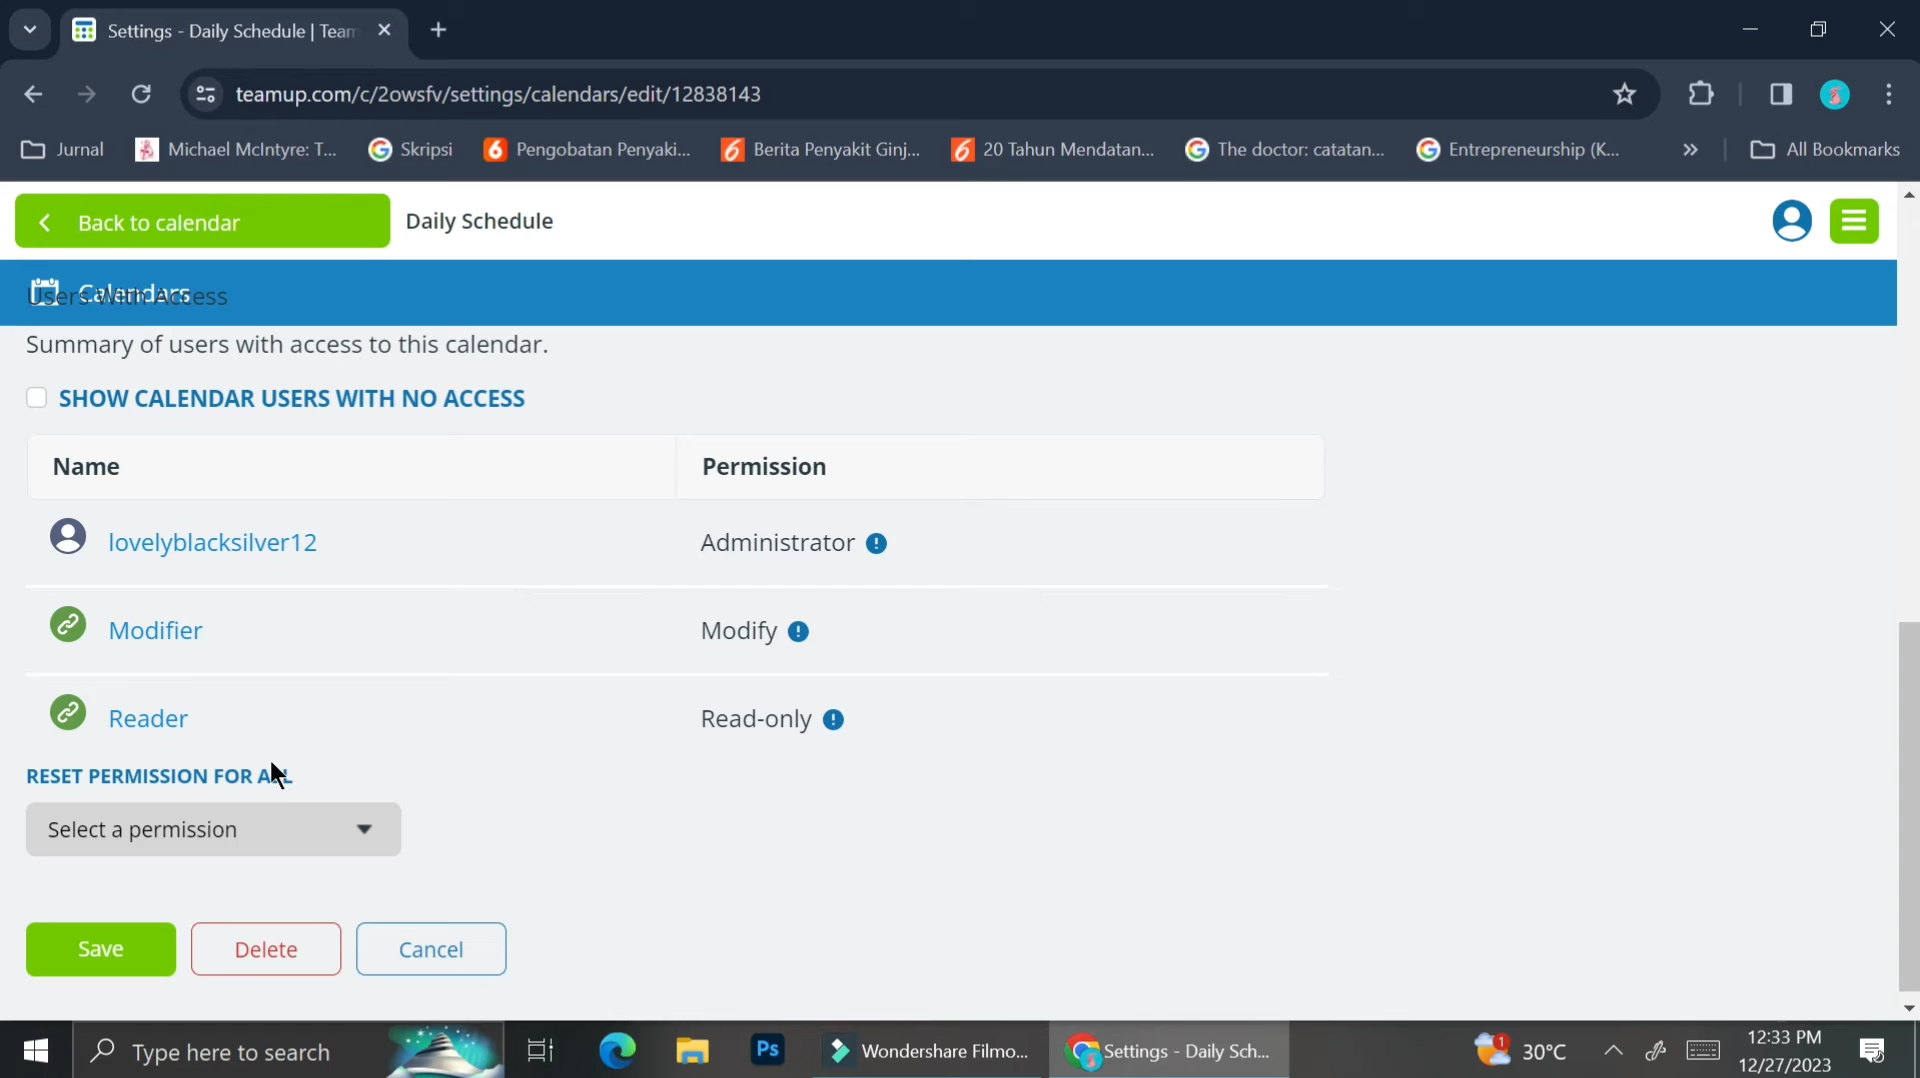 Settings - Daily Schedule | Team
teamup.com/c/2owsfv/settings/calendars/edit/12838143
Jurnal
Michael McIntyre: T...
Skripsi
Pengobatan Penyaki...
Berita Penyakit Ginj...
20 Tahun Mendatan...
The doctor: catatan...
Entrepreneurship (K...
All Bookmarks
Back to calendar
Daily Schedule
Calendars
Users With Access
Summary of users with access to this calendar.
SHOW CALENDAR USERS WITH NO ACCESS
Name Permission
lovelyblacksilver12 Administrator
Modifier Modify
Reader Read-only
RESET PERMISSION FOR ALL
Select a permission
Save Delete Cancel
Type here to search
Ps
Wondershare Filmo...
Settings - Daily Sch...
1
30°C
12:33 PM
12/27/2023